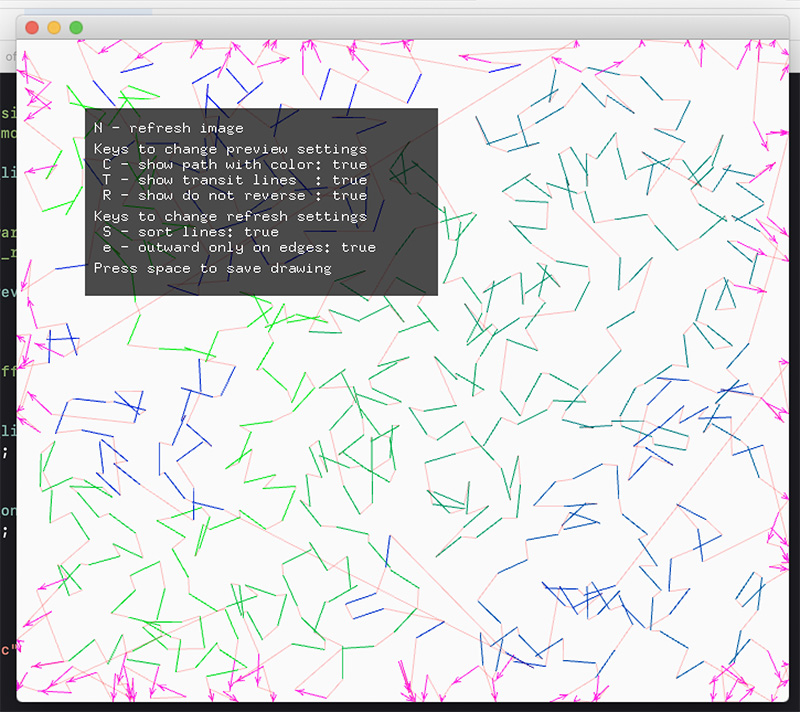 N - refresh image
Keys to change preview settings
C - show path with color: true
T - show transit lines  : true
R - show do not reverse : true
Keys to change refresh settings
S - sort lines: true
e - outward only on edges: true
Press space to save drawing